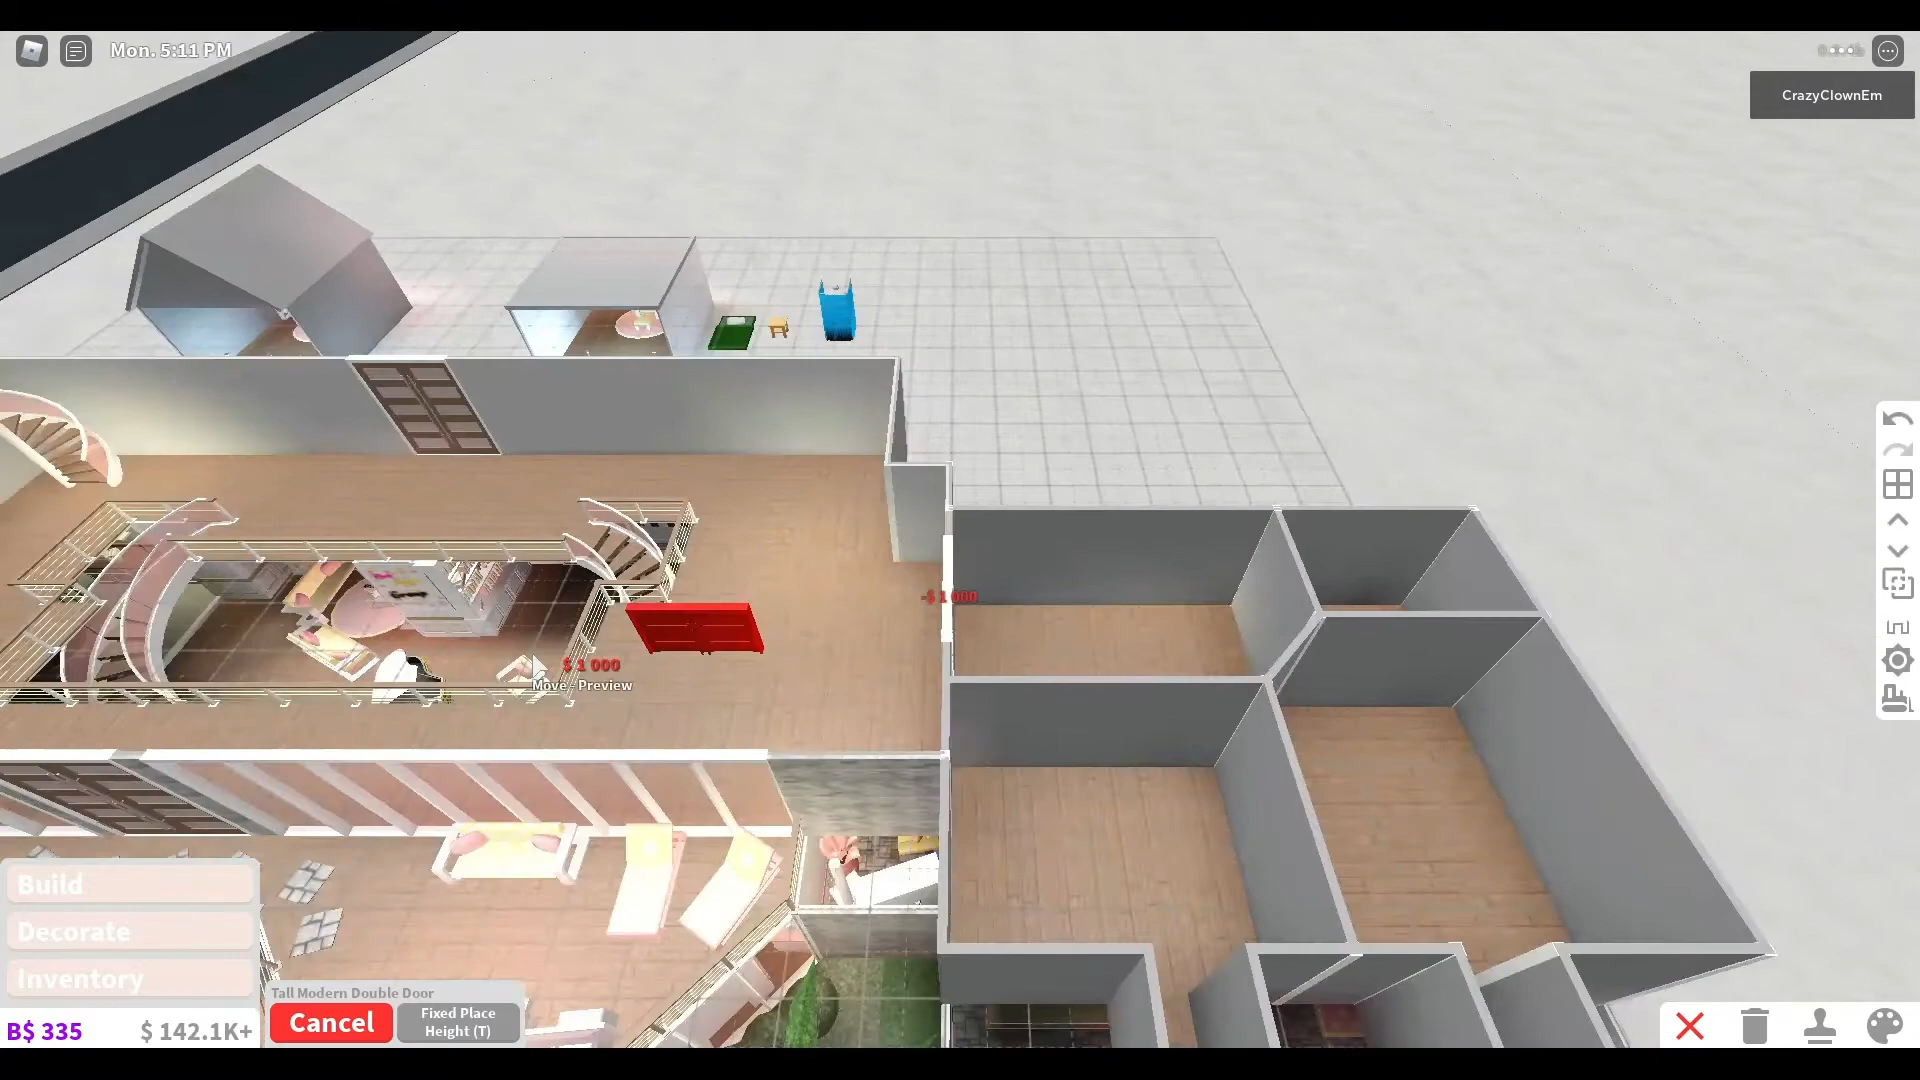 Mon. 5:11 PM
CrazyClownEm
-$ 1 000
$ 1 000
Move - Preview
Build
Decorate
Inventory
Tall Modern Double Door
Cancel
Fixed Place
Height (T)
B$ 335
$ 142.1K+